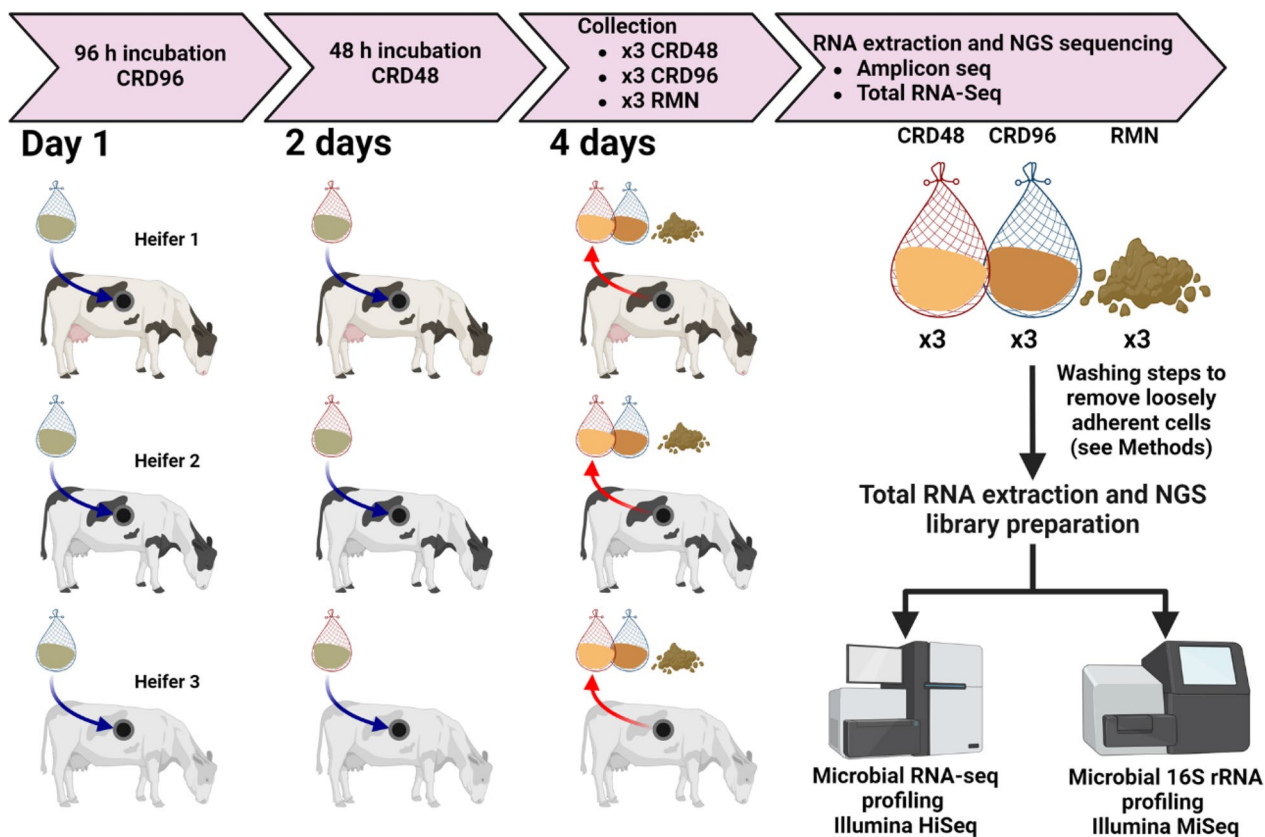 96 h incubation
CRD96
48 h incubation
CRD48
Collection
• x3 CRD48
• x3 CRD96
• x3 RMN
RNA extraction and NGS sequencing
• Amplicon seq
• Total RNA-Seq
Day 1
2 days
4 days
CRD48 CRD96 RMN
Heifer 1
x3 x3 x3
Washing steps to
remove loosely
adherent cells
(see Methods)
Heifer 2
Total RNA extraction and NGS
library preparation
Heifer 3
Microbial RNA-seq
profiling
Illumina HiSeq
Microbial 16S rRNA
profiling
Illumina MiSeq